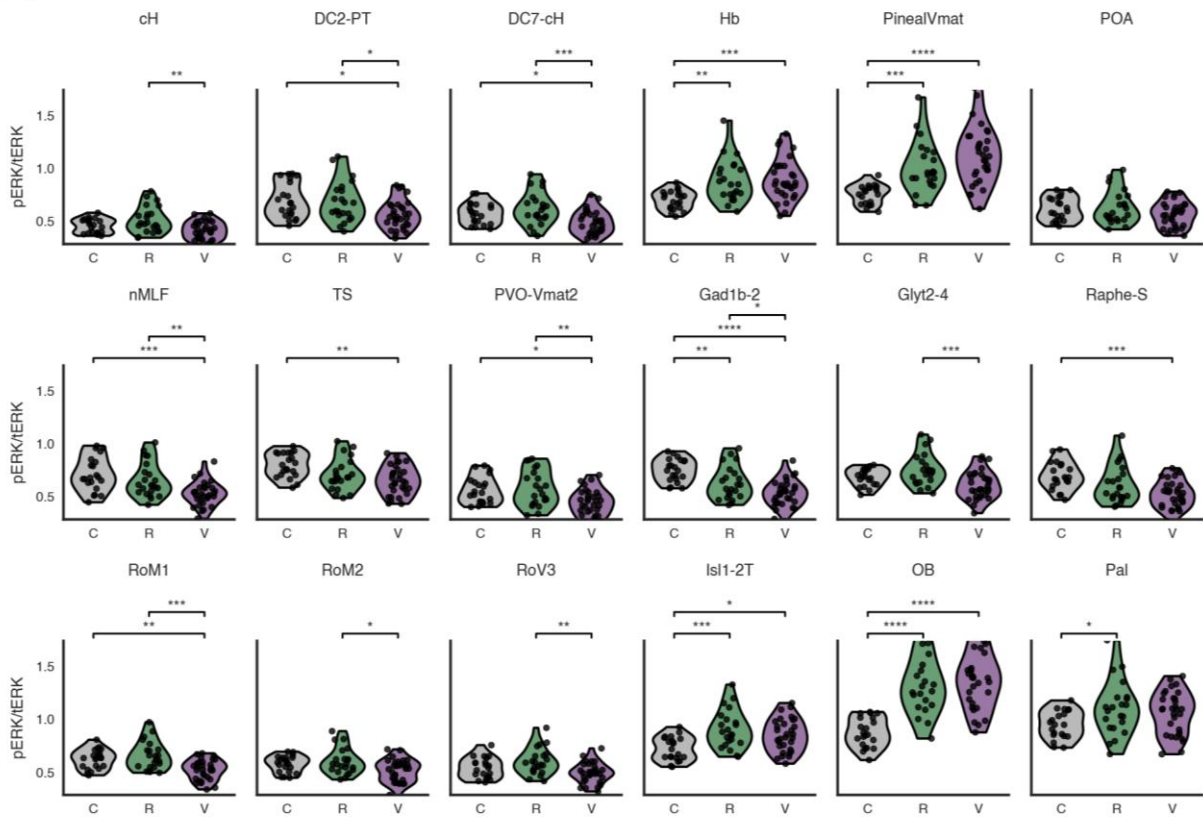 cH DC2-PT DC7-cH Hb PinealVmat POA
* *** *** ****
** * * ** ***
pERK/tERK
1.5
1.0
0.5
C R V C R V C R V C R V C R V C R V
nMLF TS PVO-Vmat2 Gad1b-2 Glyt2-4 Raphe-S
*
** ** ****
*** ** * ** *** ***
pERK/tERK
1.5
1.0
0.5
C R V C R V C R V C R V C R V C R V
RoM1 RoM2 RoV3 Isl1-2T OB Pal
*** * ****
** * ** *** **** *
pERK/tERK
1.5
1.0
0.5
C R V C R V C R V C R V C R V C R V